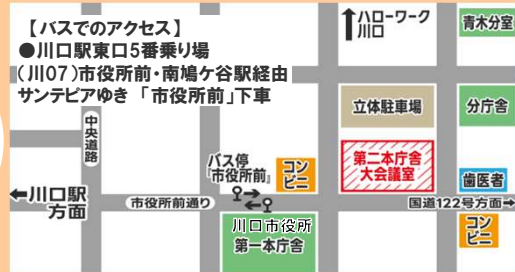 【バスでのアクセス】
●川口駅東口5番乗り場
(川07)市役所前・南鳩ケ谷駅経由
サンテピアゆき 「市役所前」下車
↑ハローワーク
川口
青木分室
立体駐車場
分庁舎
中央道路
バス停
「市役所前」
コンビニ
第二本庁舎
大会議室
歯医者
←川口駅
方面
市役所前通り
国道122号方面→
川口市役所
第一本庁舎
コンビニ